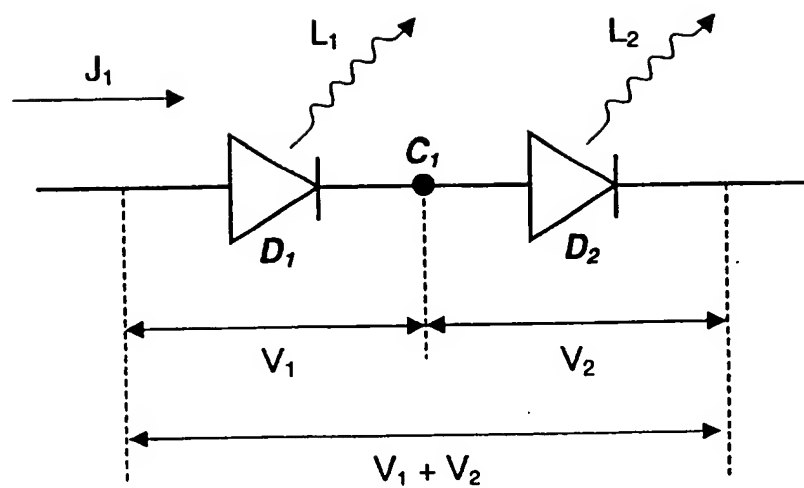 L₁ L₂
J₁
C₁
D₁ D₂
V₁ V₂
V₁ + V₂